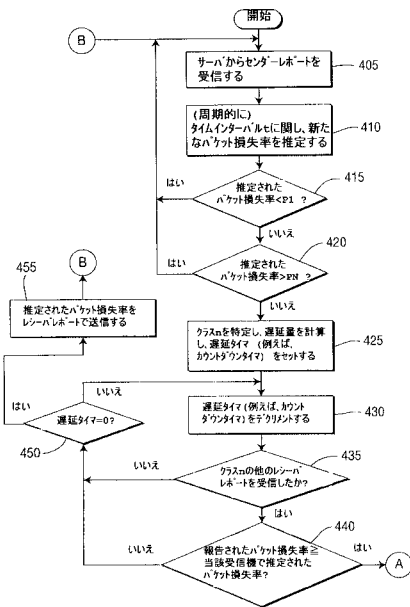 開始
B
サーバからセンダーレポートを
受信する
405
(周期的に)
タイムインターバルtに関し、新た
なパケット損失率を推定する
410
はい
推定された
パケット損失率<P1 ?
415
いいえ
420
はい
推定された
パケット損失率>PN ?
いいえ
B
455
推定されたパケット損失率を
レシーバレポートで送信する
クラスnを特定し、遅延量を計算
し、遅延タイマ (例えば、
カウントダウンタイマ) をセットする
425
いいえ
遅延タイマ(例えば、カウント
ダウンタイマ)をデクリメントする
430
はい
遅延タイマ=0?
450
いいえ
クラスnの他のレシーバ
レポートを受信したか?
435
はい
440
いいえ
報告されたパケット損失率≧
当該受信機で推定された
パケット損失率?
はい
A